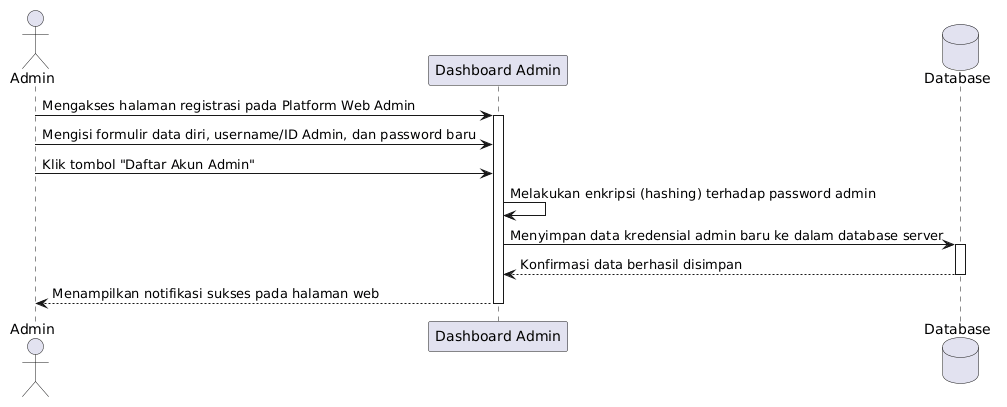 Admin
Dashboard Admin
Database
Mengakses halaman registrasi pada Platform Web Admin
Mengisi formulir data diri, username/ID Admin, dan password baru
Klik tombol "Daftar Akun Admin"
Melakukan enkripsi (hashing) terhadap password admin
Menyimpan data kredensial admin baru ke dalam database server
Konfirmasi data berhasil disimpan
Menampilkan notifikasi sukses pada halaman web
Admin
Dashboard Admin
Database